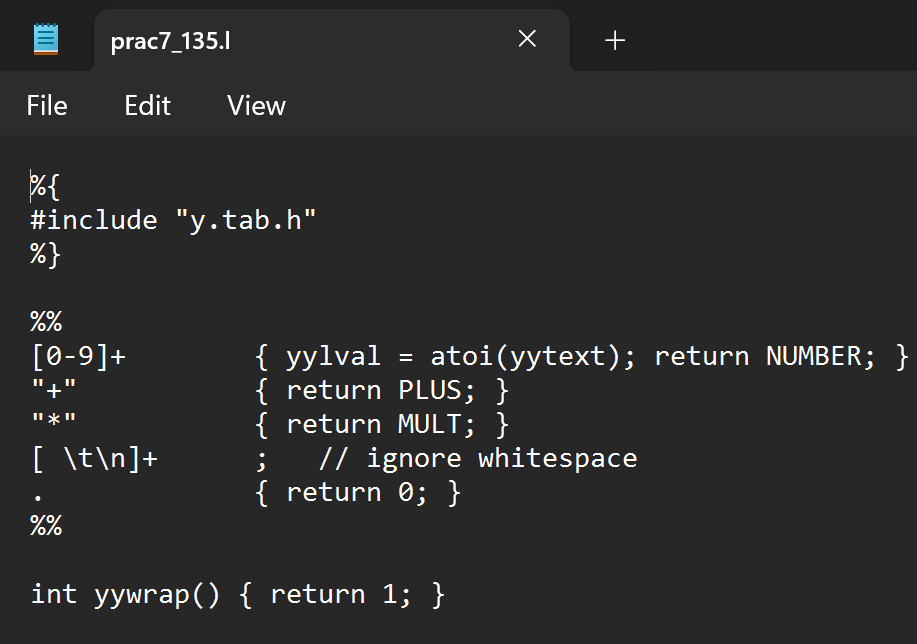 prac7_135.l
File Edit View
%{
#include "y.tab.h"
%}
%%
[0-9]+ { yylval = atoi(yytext); return NUMBER; }
"+" { return PLUS; }
"*" { return MULT; }
[ \t\n]+ ; // ignore whitespace
. { return 0; }
%%
int yywrap() { return 1; }